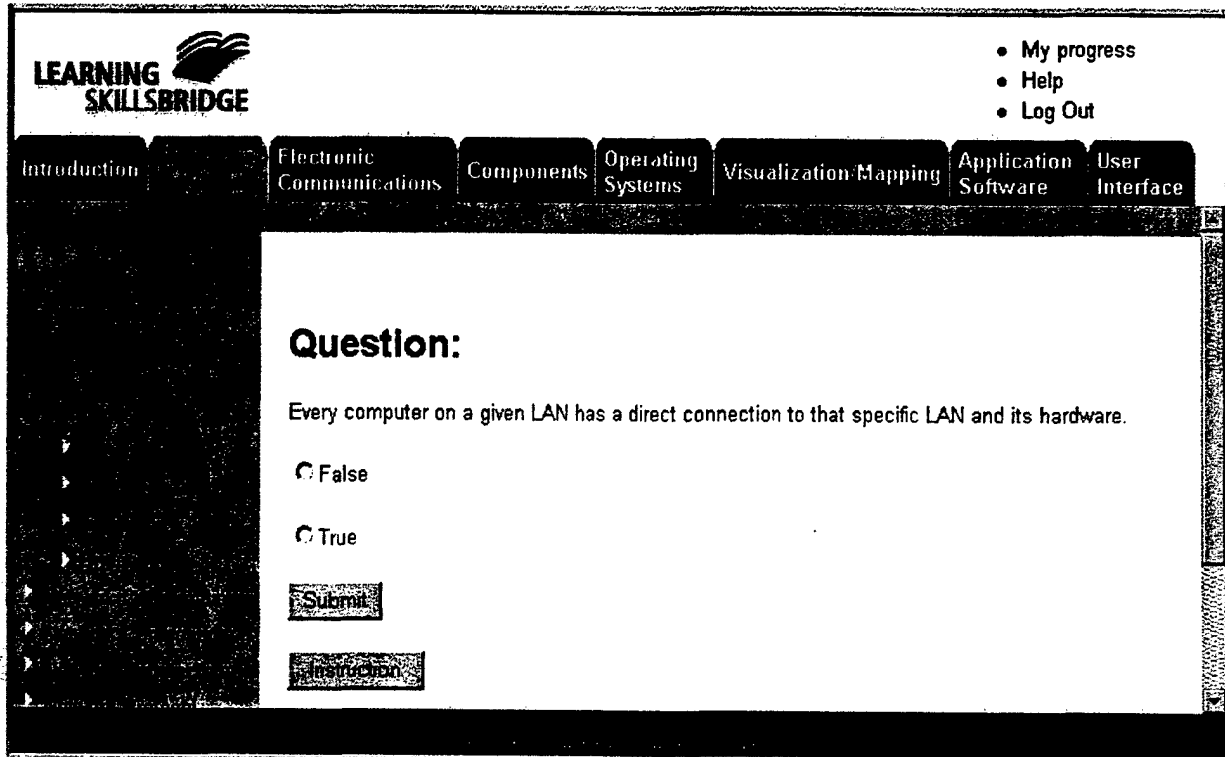 LEARNING
SKILLSBRIDGE
• My progress
• Help
• Log Out
Introduction
Electronic
Communications
Components
Operating
Systems
Visualization/Mapping
Application
Software
User
Interface
Question:
Every computer on a given LAN has a direct connection to that specific LAN and its hardware.
False
True
Submit
Instruction